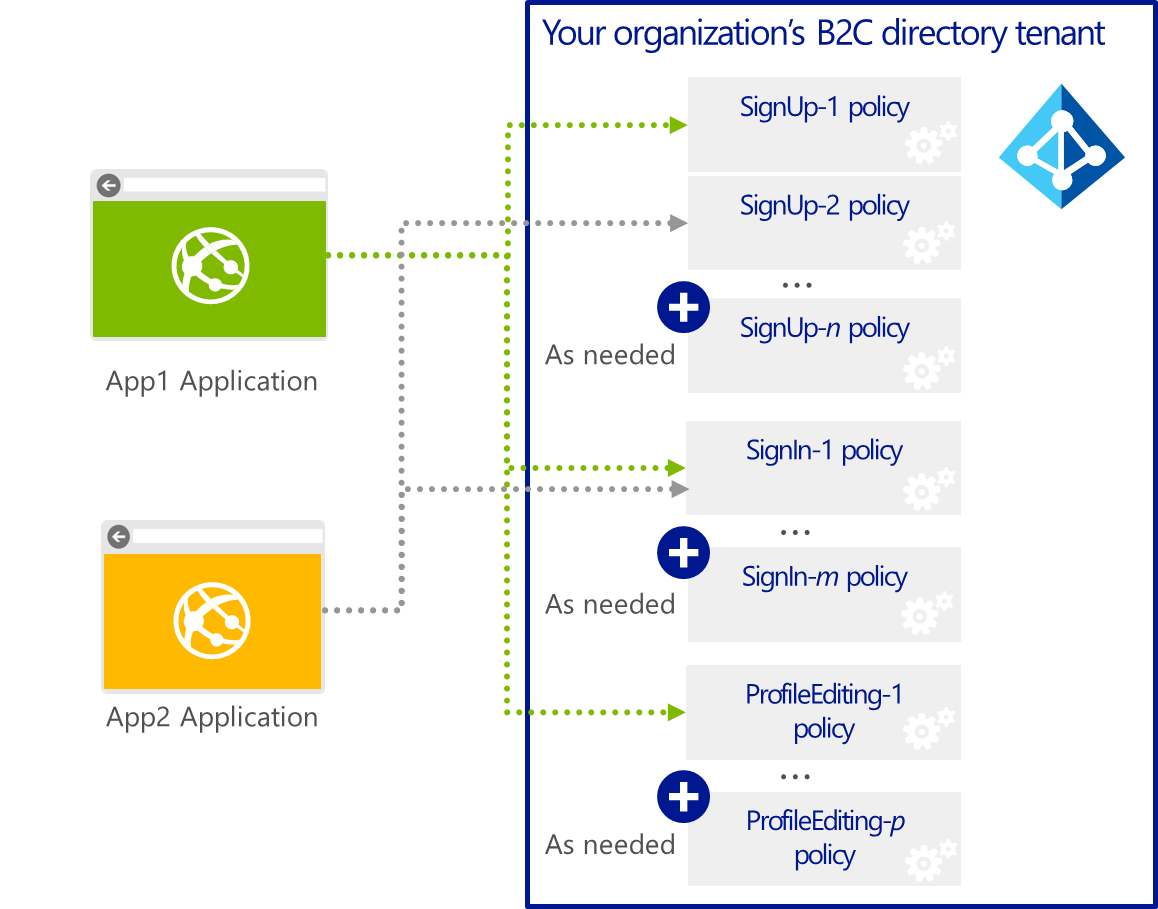 Your organization's B2C directory tenant
SignUp-1 policy
SignUp-2 policy
...
SignUp-n policy
As needed
App1 Application
SignIn-1 policy
...
SignIn-m policy
As needed
App2 Application
ProfileEditing-1
policy
...
ProfileEditing-p
policy
As needed